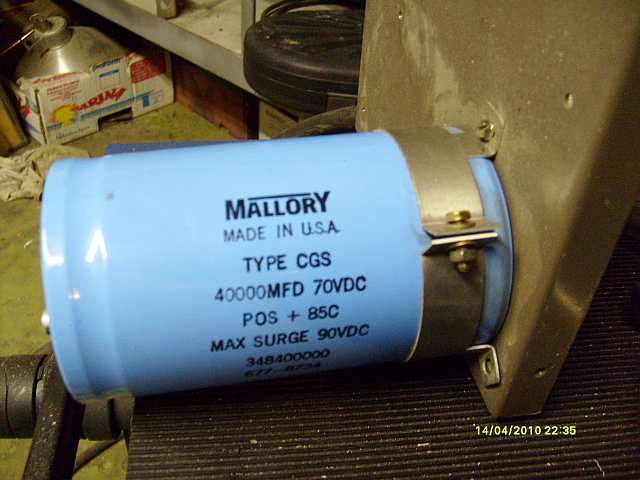 MALLORY
MADE IN U.S.A.
TYPE CGS
40000MFD 70VDC
POS + 85C
MAX SURGE 90VDC
348400000
14/04/2010 22:35